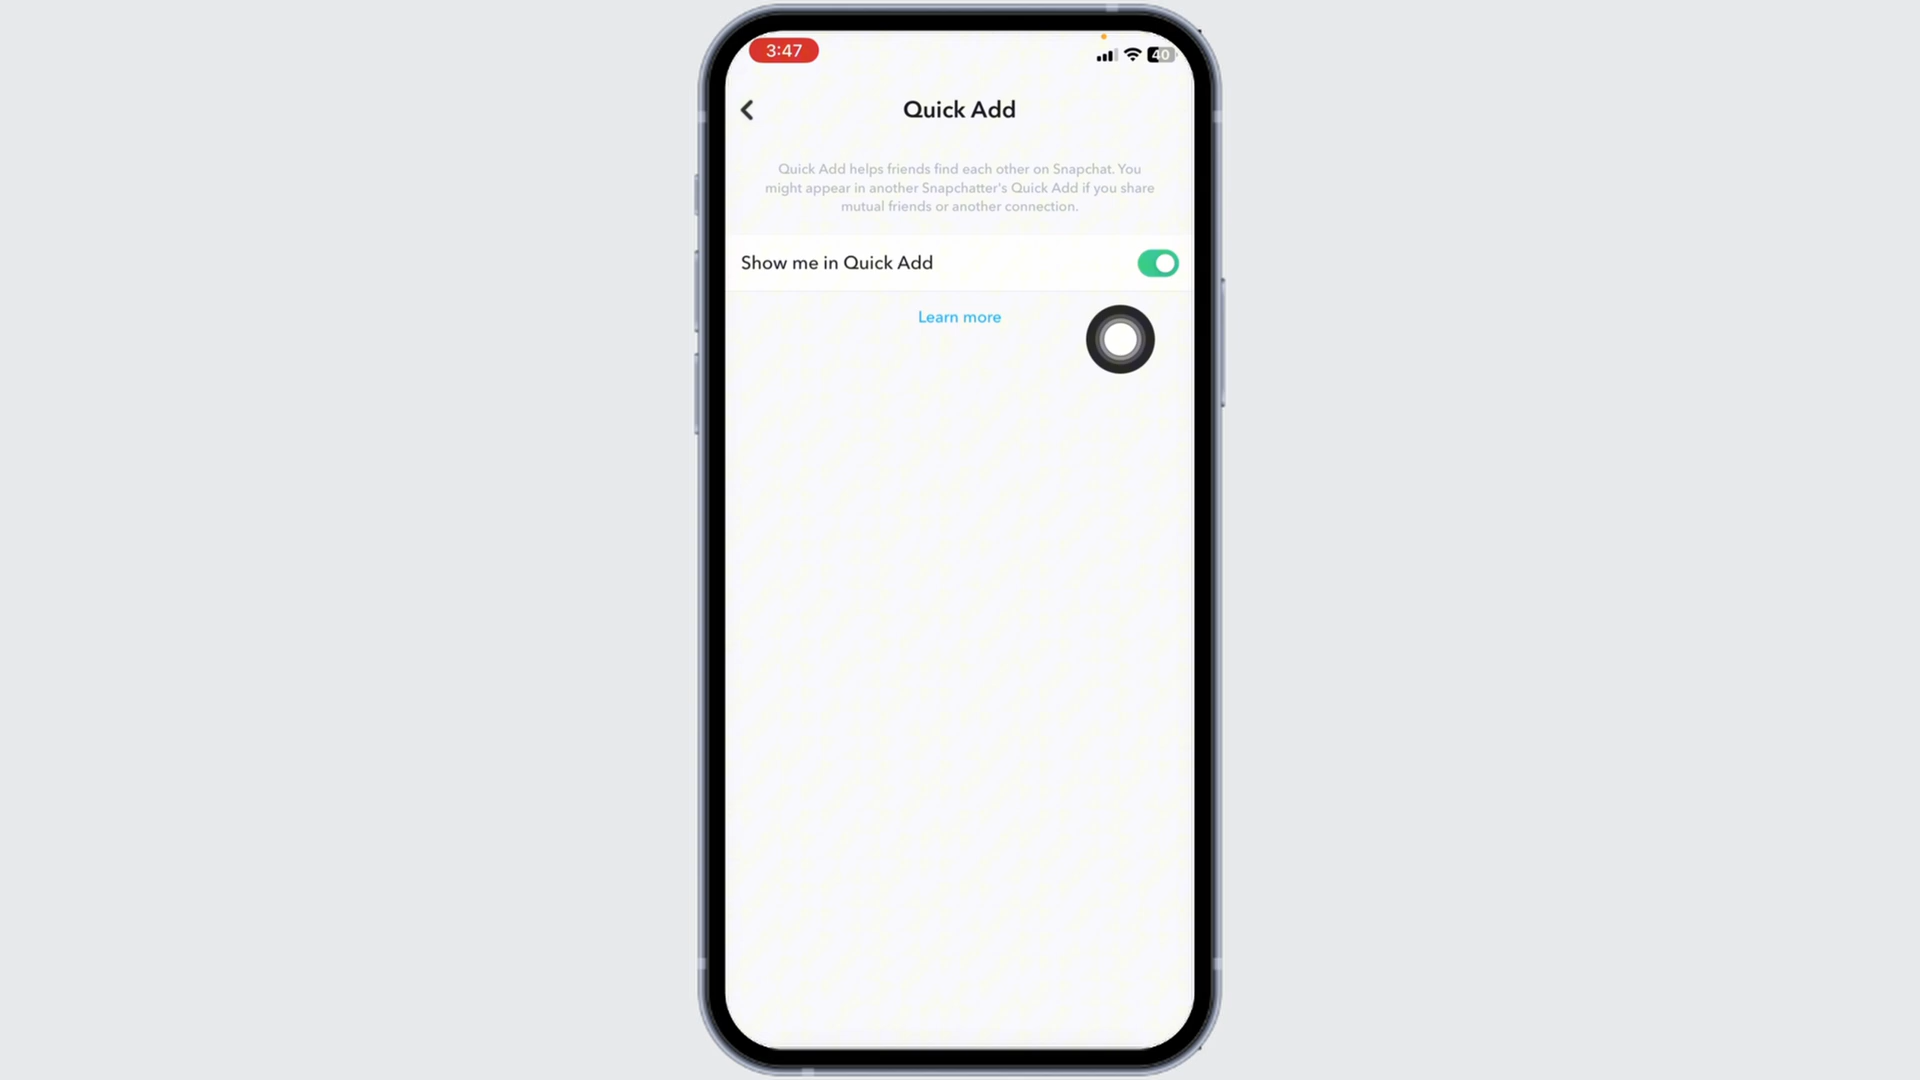 3:47
40
Quick Add
Quick Add helps friends find each other on Snapchat. You
might appear in another Snapchatter's Quick Add if you share
mutual friends or another connection.
Show me in Quick Add
Learn more